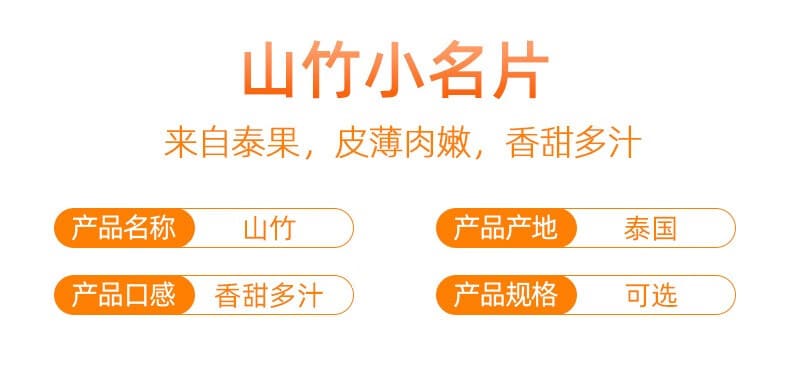 山竹小名片
来自泰果，皮薄肉嫩，香甜多汁
产品名称 山竹 产品产地 泰国
产品口感 香甜多汁 产品规格 可选